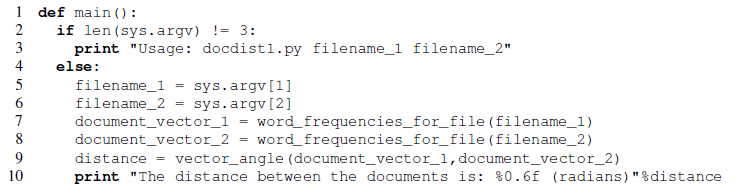 1 def main():
2   if len(sys.argv) != 3:
3     print "Usage: docdist1.py filename_1 filename_2"
4   else:
5     filename_1 = sys.argv[1]
6     filename_2 = sys.argv[2]
7     document_vector_1 = word_frequencies_for_file(filename_1)
8     document_vector_2 = word_frequencies_for_file(filename_2)
9     distance = vector_angle(document_vector_1,document_vector_2)
10     print "The distance between the documents is: %0.6f (radians)"%distance